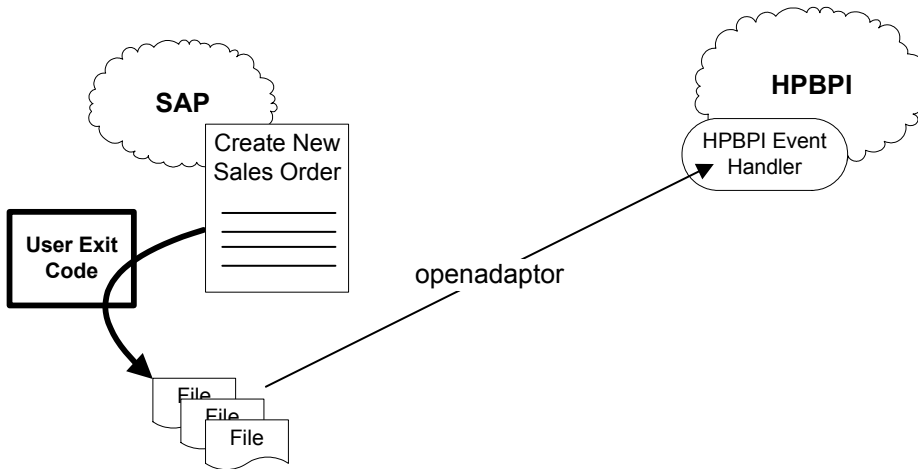 SAP
HPBPI
Create New
Sales Order
HPBPI Event
Handler
User Exit
Code
openadaptor
File
File
File